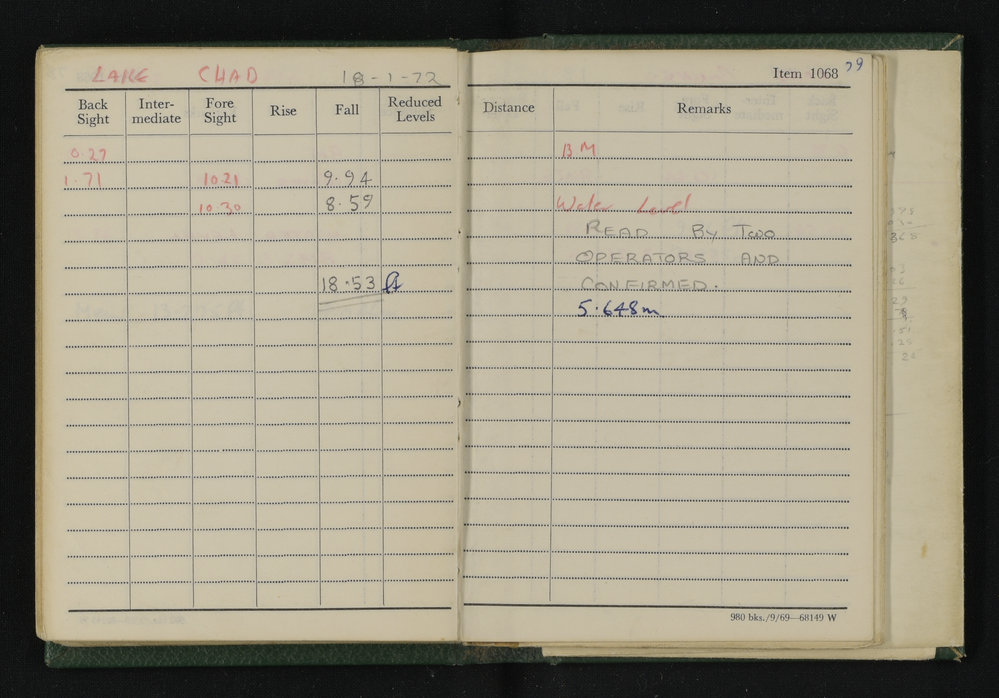 LAKE CHAD 18-1-72
Item 1068 79
Back Sight Inter-mediate Fore Sight Rise Fall Reduced Levels Distance Remarks
0.27 BM
1.71 10.21 9.94
10.30 8.59 Water Level
READ BY TWO
OPERATORS AND
18.53 ft CONFIRMED.
5.648m
980 bks./9/69—68149 W